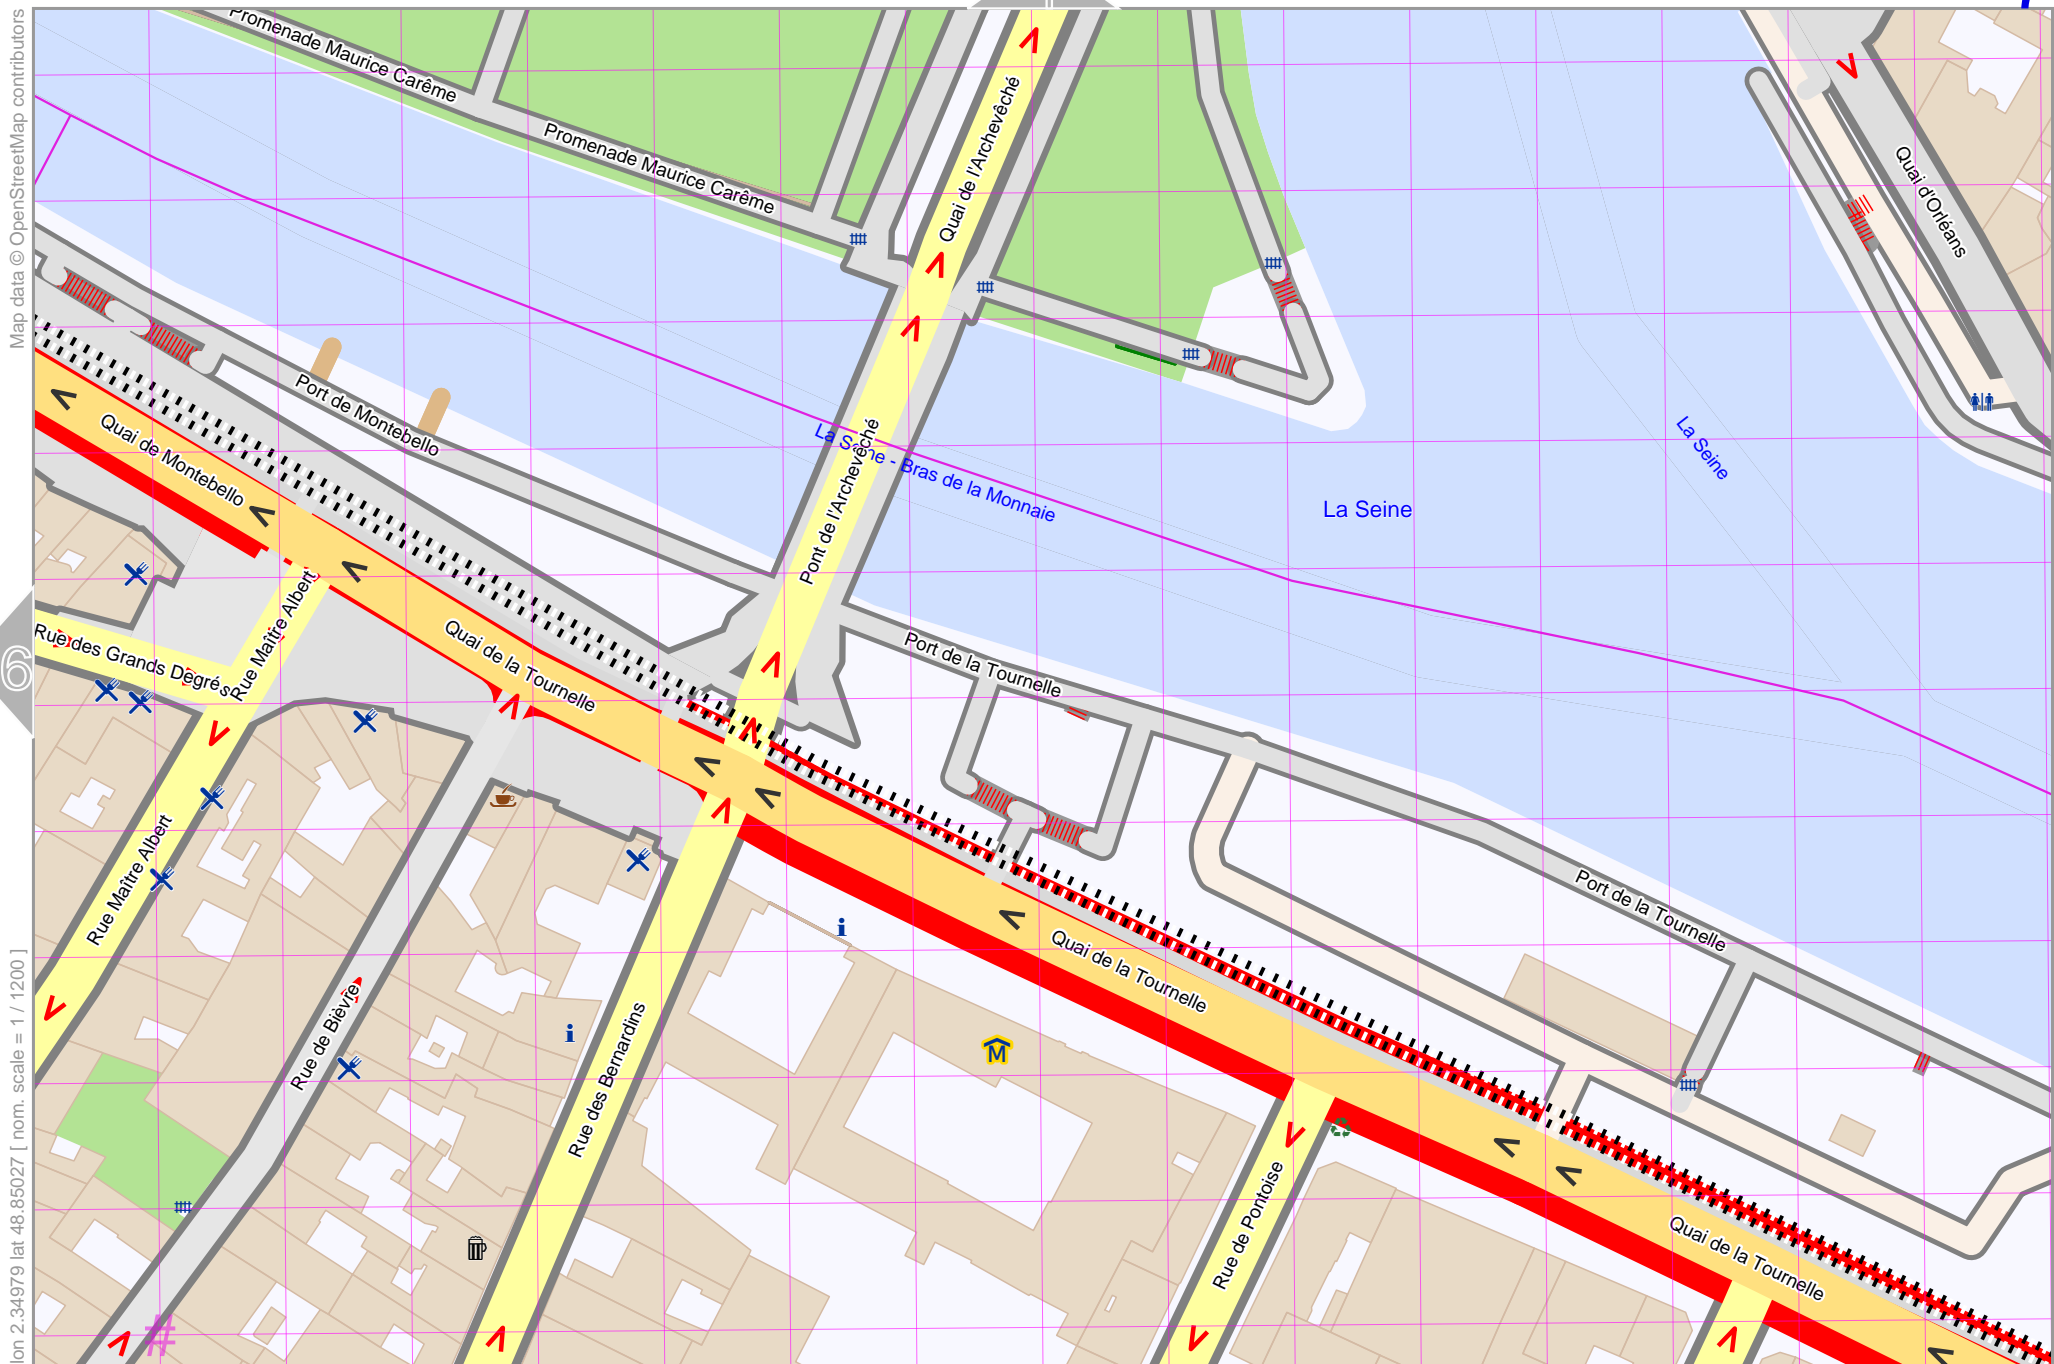 Map data © OpenStreetMap contributors
lon 2.34979 lat 48.85027 [ nom. scale = 1 / 1200 ]
6
Promenade Maurice Carême
Promenade Maurice Carême
Quai de l'Archevêché
Quai d'Orléans
Port de Montebello
Quai de Montebello
La Seine - Bras de la Monnaie
Pont de l'Archevêché
La Seine
La Seine
Rue Maître Albert
Rue des Grands Degrés
Quai de la Tournelle
Port de la Tournelle
Rue Maître Albert
Port de la Tournelle
Quai de la Tournelle
Rue de Bièvre
Rue des Bernardins
M
Rue de Pontoise
Quai de la Tournelle
#